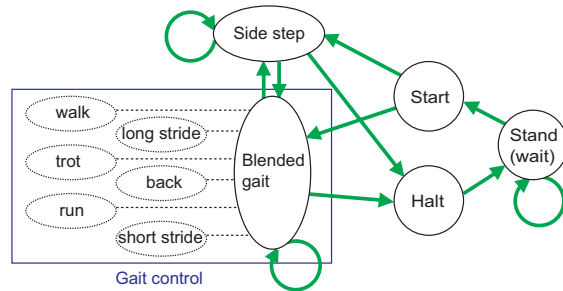 Side step
Start
Stand
(wait)
walk
long stride
trot
Blended
gait
back
Halt
run
short stride
Gait control